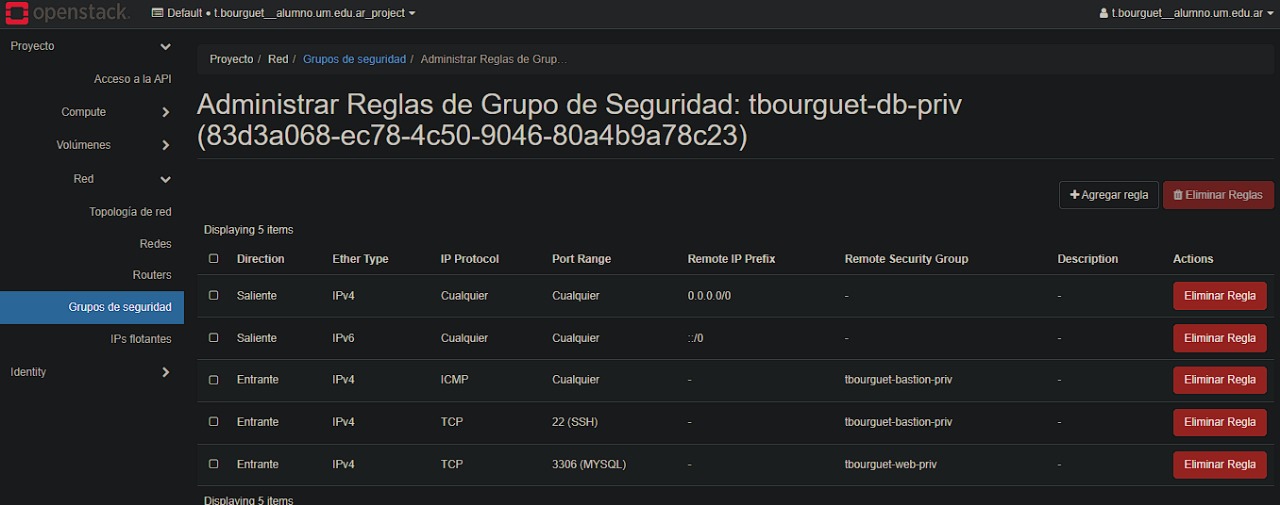 openstack. Default • t.bourguet__alumno.um.edu.ar_project t.bourguet__alumno.um.edu.ar
Proyecto
Acceso a la API
Compute
Volúmenes
Red
Topología de red
Redes
Routers
Grupos de seguridad
IPs flotantes
Identity
Proyecto / Red / Grupos de seguridad / Administrar Reglas de Grup…
Administrar Reglas de Grupo de Seguridad: tbourguet-db-priv
(83d3a068-ec78-4c50-9046-80a4b9a78c23)
Agregar regla Eliminar Reglas
Displaying 5 items
Direction Ether Type IP Protocol Port Range Remote IP Prefix Remote Security Group Description Actions
Saliente IPv4 Cualquier Cualquier 0.0.0.0/0 - - Eliminar Regla
Saliente IPv6 Cualquier Cualquier ::/0 - - Eliminar Regla
Entrante IPv4 ICMP Cualquier - tbourguet-bastion-priv - Eliminar Regla
Entrante IPv4 TCP 22 (SSH) - tbourguet-bastion-priv - Eliminar Regla
Entrante IPv4 TCP 3306 (MYSQL) - tbourguet-web-priv - Eliminar Regla
Displaying 5 items